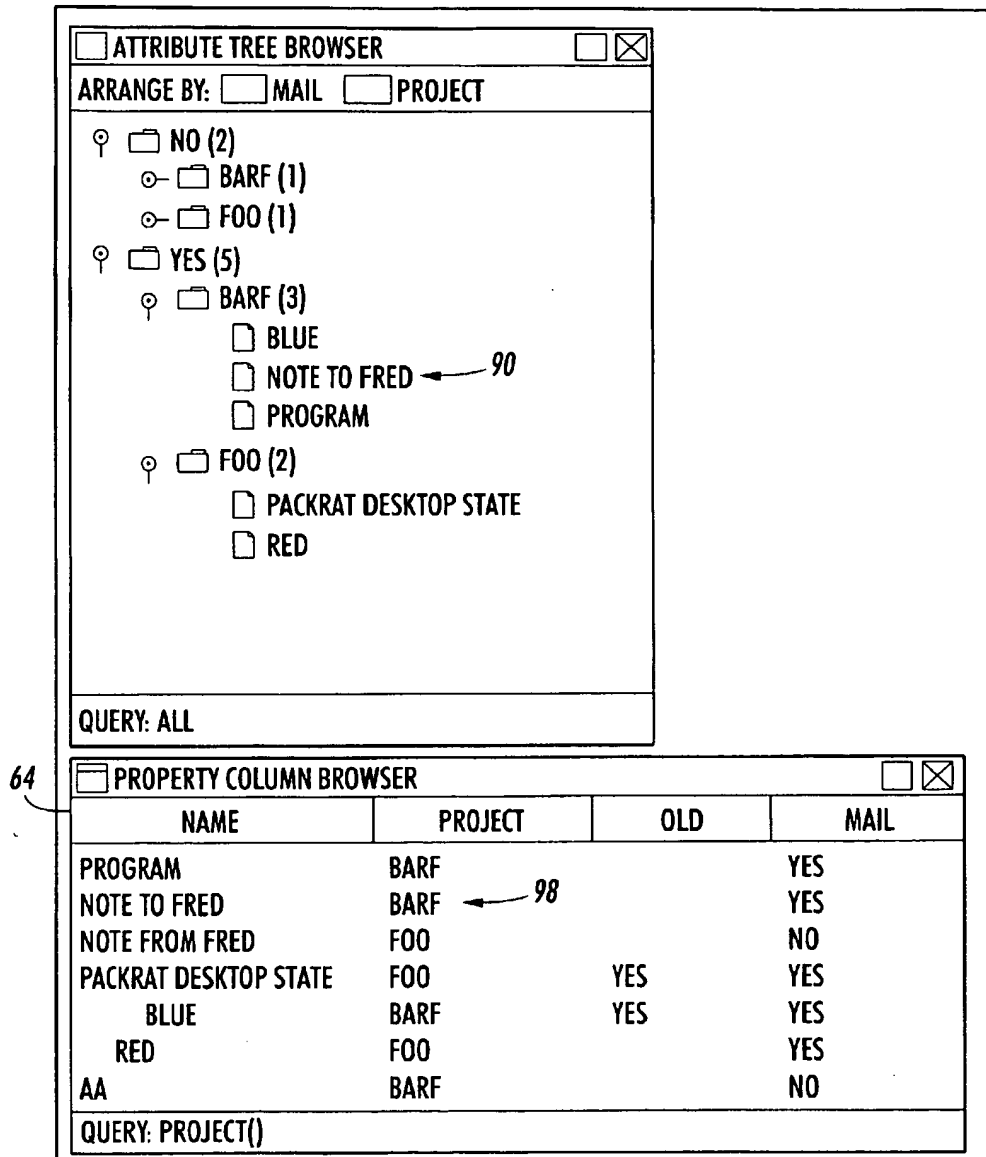 ATTRIBUTE TREE BROWSER
ARRANGE BY: MAIL PROJECT
NO (2)
BARF (1)
FOO (1)
YES (5)
BARF (3)
BLUE
NOTE TO FRED 90
PROGRAM
FOO (2)
PACKRAT DESKTOP STATE
RED
QUERY: ALL
64
PROPERTY COLUMN BROWSER
NAME PROJECT OLD MAIL
PROGRAM BARF YES
NOTE TO FRED BARF 98 YES
NOTE FROM FRED FOO NO
PACKRAT DESKTOP STATE FOO YES YES
BLUE BARF YES YES
RED FOO YES
AA BARF NO
QUERY: PROJECT()